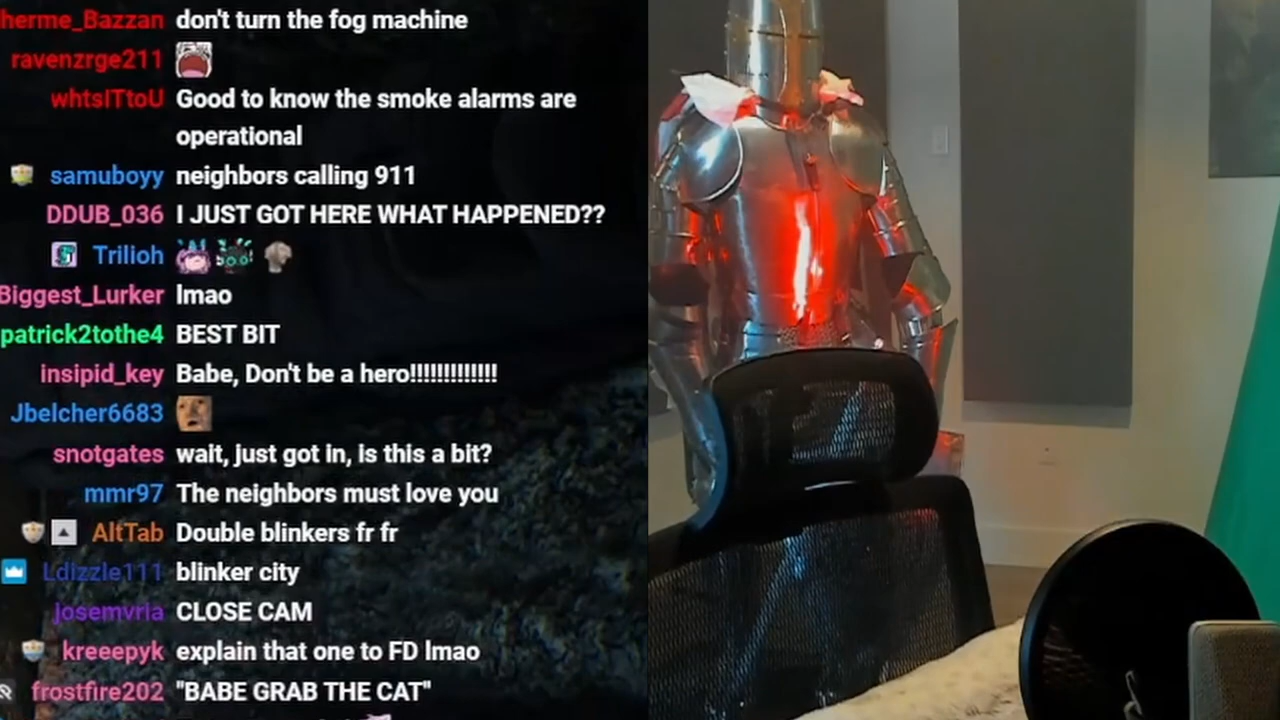 herme_Bazzan don't turn the fog machine
ravenzrge211
whtsITtoU Good to know the smoke alarms are
operational
samuboyy neighbors calling 911
DDUB_036 I JUST GOT HERE WHAT HAPPENED??
Trilioh
Biggest_Lurker lmao
patrick2tothe4 BEST BIT
insipid_key Babe, Don't be a hero!!!!!!!!!!!!!
Jbelcher6683
snotgates wait, just got in, is this a bit?
mmr97 The neighbors must love you
AltTab Double blinkers fr fr
Ldizzle111 blinker city
josemvria CLOSE CAM
kreeepyk explain that one to FD lmao
frostfire202 "BABE GRAB THE CAT"